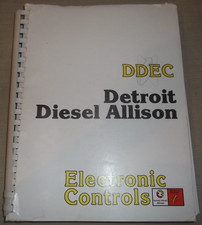 DDEC
Detroit
Diesel Allison
Electronic
Controls